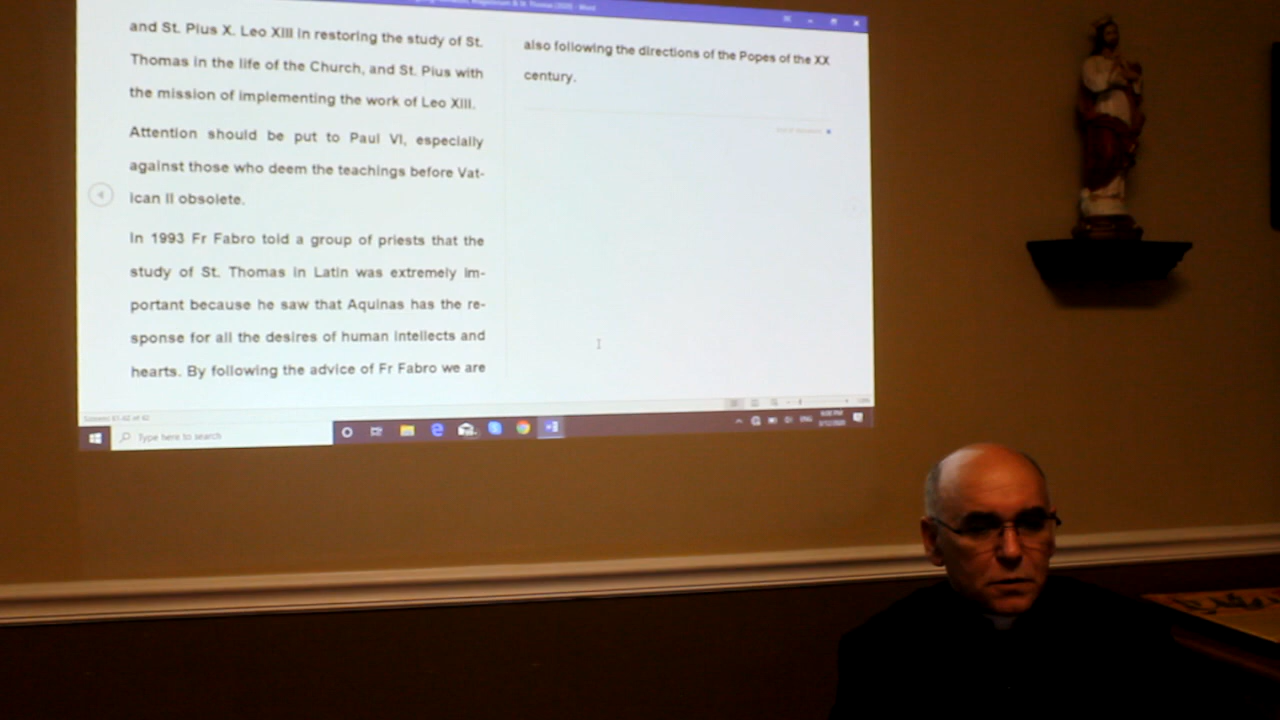 and St. Pius X. Leo XIII in restoring the study of St.
Thomas in the life of the Church, and St. Pius with
the mission of implementing the work of Leo XIII.
Attention should be put to Paul VI, especially
against those who deem the teachings before Vat-
ican II obsolete.
In 1993 Fr Fabro told a group of priests that the
study of St. Thomas in Latin was extremely im-
portant because he saw that Aquinas has the re-
sponse for all the desires of human intellects and
hearts. By following the advice of Fr Fabro we are
also following the directions of the Popes of the XX
century.
Type here to search
ENG